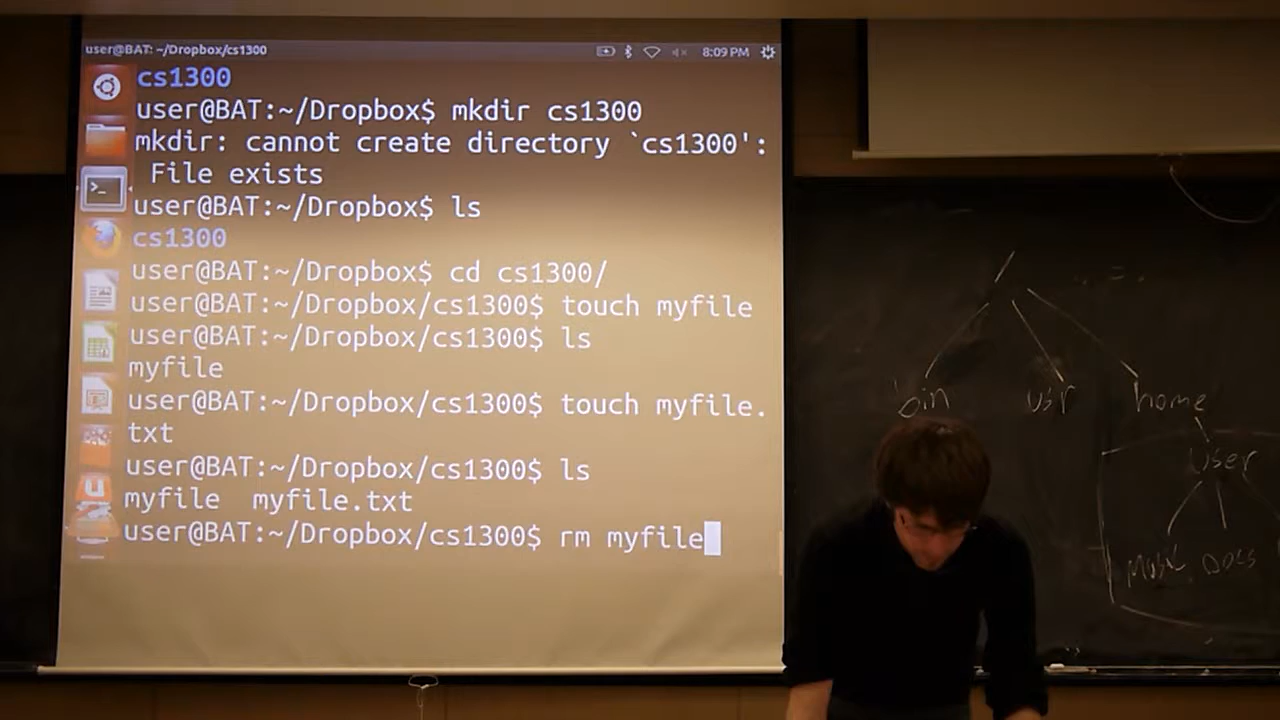 user@BAT: ~/Dropbox/cs1300
8:09 PM
cs1300
user@BAT:~/Dropbox$ mkdir cs1300
mkdir: cannot create directory `cs1300':
File exists
user@BAT:~/Dropbox$ ls
cs1300
user@BAT:~/Dropbox$ cd cs1300/
user@BAT:~/Dropbox/cs1300$ touch myfile
user@BAT:~/Dropbox/cs1300$ ls
myfile
user@BAT:~/Dropbox/cs1300$ touch myfile.
txt
user@BAT:~/Dropbox/cs1300$ ls
myfile  myfile.txt
user@BAT:~/Dropbox/cs1300$ rm myfile
/
bin usr home
User
Music Docs